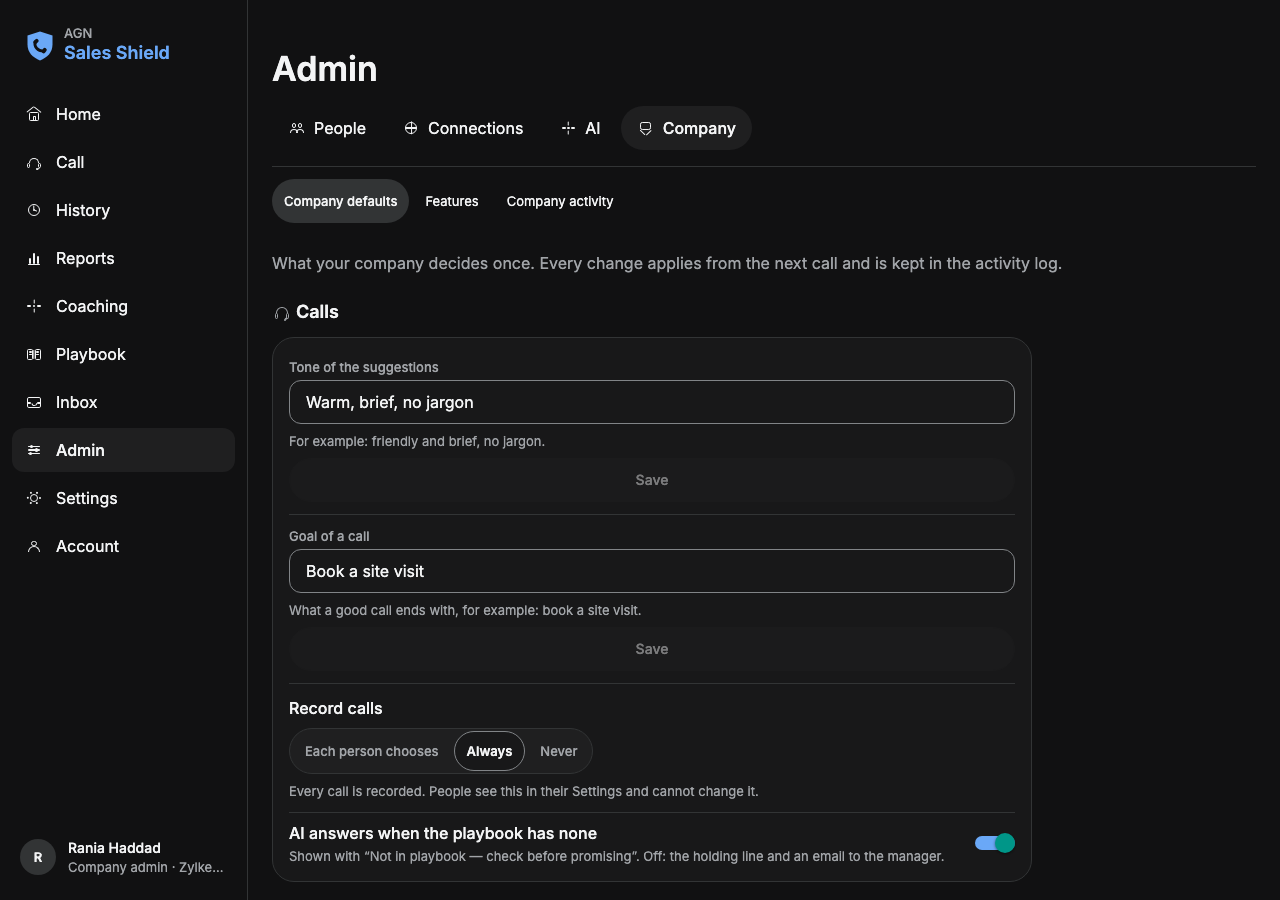 AGN
Sales Shield
Home
Call
History
Reports
Coaching
Playbook
Inbox
Admin
Settings
Account
R
Rania Haddad
Company admin · Zylke...
Admin
People
Connections
AI
Company
Company defaults
Features
Company activity
What your company decides once. Every change applies from the next call and is kept in the activity log.
Calls
Tone of the suggestions
Warm, brief, no jargon
For example: friendly and brief, no jargon.
Save
Goal of a call
Book a site visit
What a good call ends with, for example: book a site visit.
Save
Record calls
Each person chooses
Always
Never
Every call is recorded. People see this in their Settings and cannot change it.
AI answers when the playbook has none
Shown with “Not in playbook — check before promising”. Off: the holding line and an email to the manager.